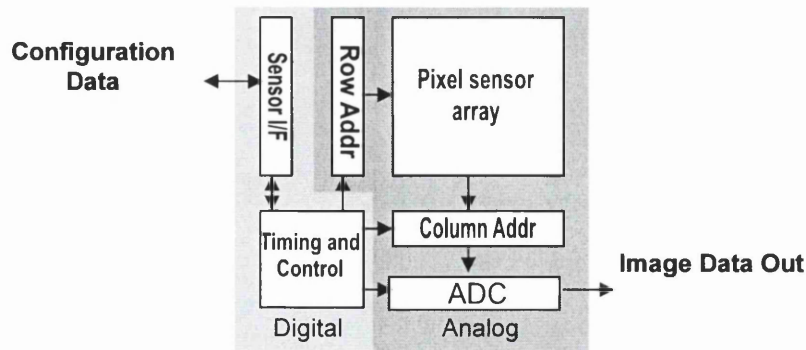 Configuration
Data
Sensor I/F
Row Addr
Pixel sensor
array
Timing and
Control
Column Addr
ADC
Image Data Out
Digital
Analog